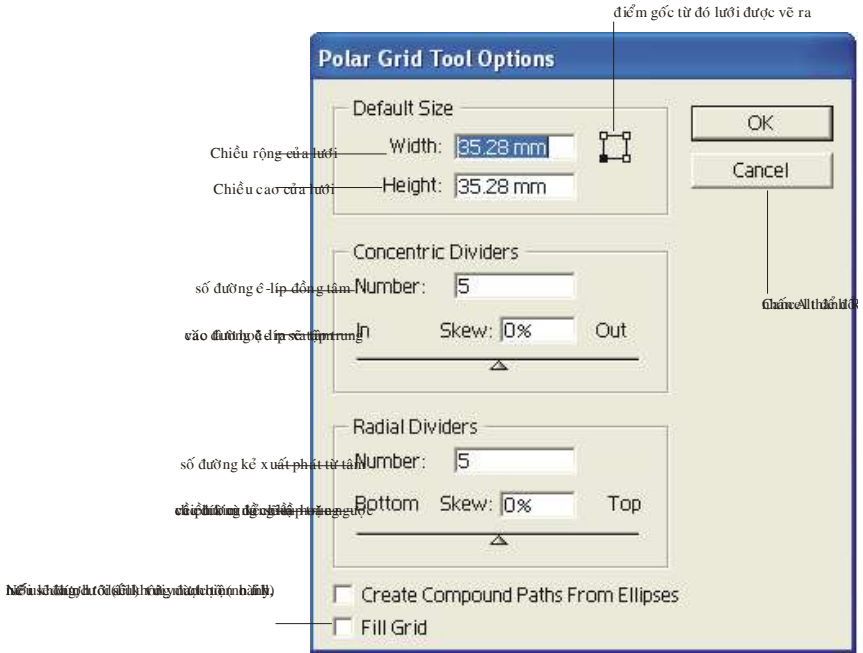 điểm gốc từ đó lưới được vẽ ra
Polar Grid Tool Options
Default Size
OK
Chiều rộng của lưới
Width: 35.28 mm
Cancel
Chiều cao của lưới
Height: 35.28 mm
Concentric Dividers
số đường ê-líp đồng tâm
Number: 5
In Skew: 0% Out
Radial Dividers
số đường kẻ xuất phát từ tâm
Number: 5
Bottom Skew: 0% Top
Create Compound Paths From Ellipses
Fill Grid